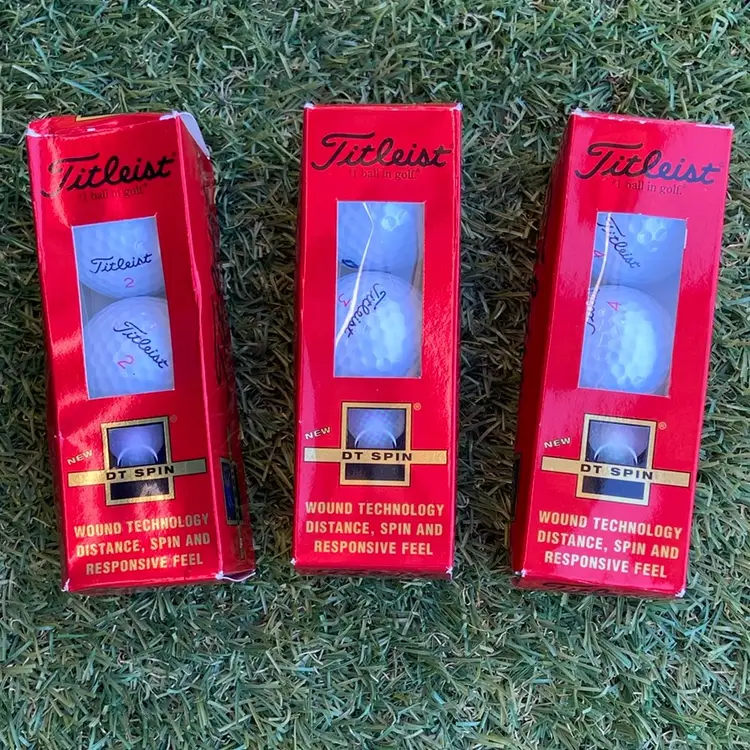 Titleist®
#1 ball in golf.®
Titleist
2
Titleist
2
NEW
DT SPIN
®
WOUND TECHNOLOGY
DISTANCE, SPIN AND
RESPONSIVE FEEL
Titleist
#1 ball in golf.
3
Titleist
NEW
DT SPIN
®
WOUND TECHNOLOGY
DISTANCE, SPIN AND
RESPONSIVE FEEL
Titleist
#1 ball in golf.
Titleist
4
NEW
DT SPIN
®
WOUND TECHNOLOGY
DISTANCE, SPIN AND
RESPONSIVE FEEL